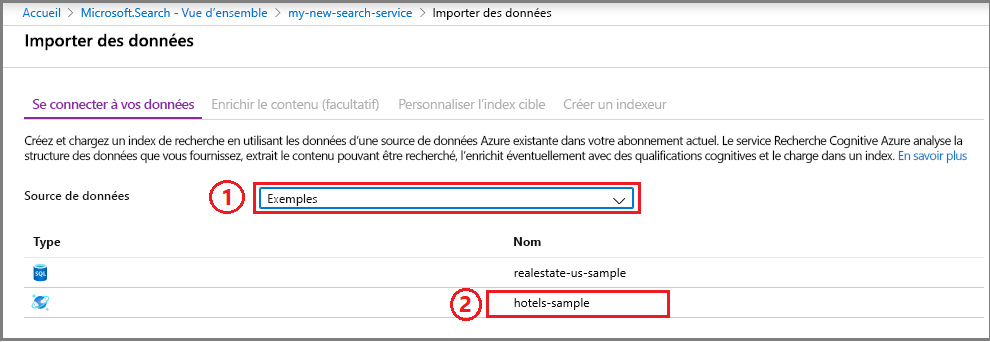 Accueil > Microsoft.Search - Vue d’ensemble > my-new-search-service > Importer des données
Importer des données
Se connecter à vos données Enrichir le contenu (facultatif) Personnaliser l’index cible Créer un indexeur
Créez et chargez un index de recherche en utilisant les données d’une source de données Azure existante dans votre abonnement actuel. Le service Recherche Cognitive Azure analyse la
structure des données que vous fournissez, extrait le contenu pouvant être recherché, l’enrichit éventuellement avec des qualifications cognitives et le charge dans un index. En savoir plus
Source de données 1 Exemples
Type Nom
SQL realestate-us-sample
2 hotels-sample